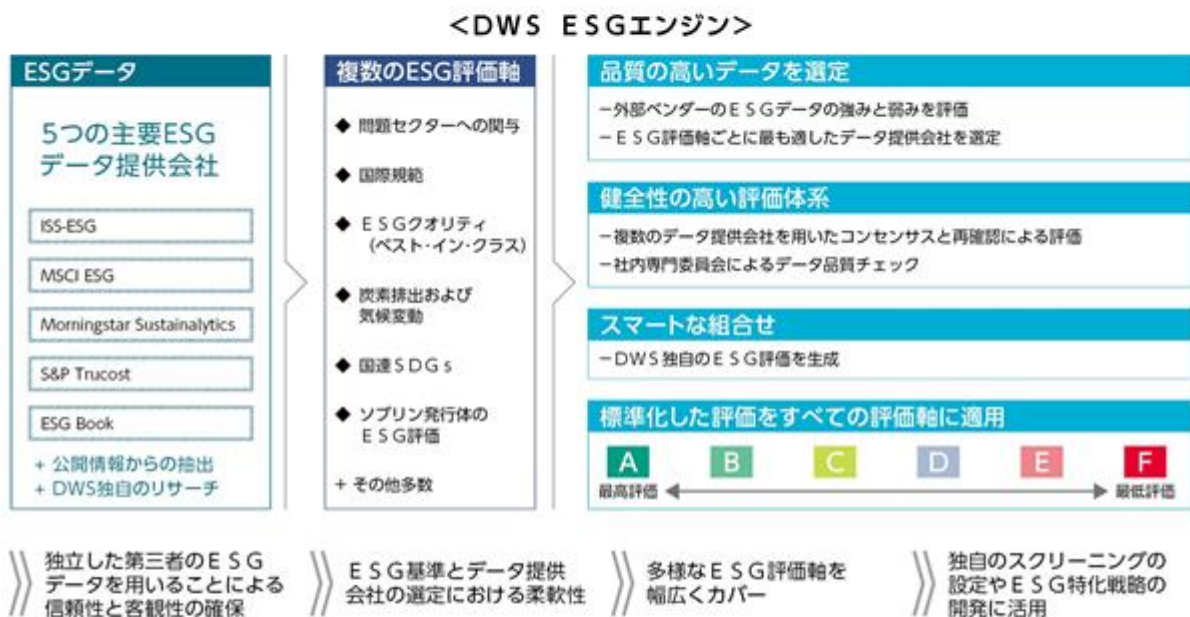 <DWS ESGエンジン>
ESGデータ
5つの主要ESG
データ提供会社
ISS-ESG
MSCI ESG
Morningstar Sustainalytics
S&P Trucost
ESG Book
+ 公開情報からの抽出
+ DWS独自のリサーチ
複数のESG評価軸
◆ 問題セクターへの関与
◆ 国際規範
◆ ESGクオリティ
(ベスト・イン・クラス)
◆ 炭素排出および
気候変動
◆ 国連SDGs
◆ ソブリン発行体の
ESG評価
+ その他多数
品質の高いデータを選定
-外部ベンダーのESGデータの強みと弱みを評価
-ESG評価軸ごとに最も適したデータ提供会社を選定
健全性の高い評価体系
-複数のデータ提供会社を用いたコンセンサスと再確認による評価
-社内専門委員会によるデータ品質チェック
スマートな組合せ
-DWS独自のESG評価を生成
標準化した評価をすべての評価軸に適用
A B C D E F
最高評価 最低評価
独立した第三者のESG
データを用いることによる
信頼性と客観性の確保
ESG基準とデータ提供
会社の選定における柔軟性
多様なESG評価軸を
幅広くカバー
独自のスクリーニングの
設定やESG特化戦略の
開発に活用